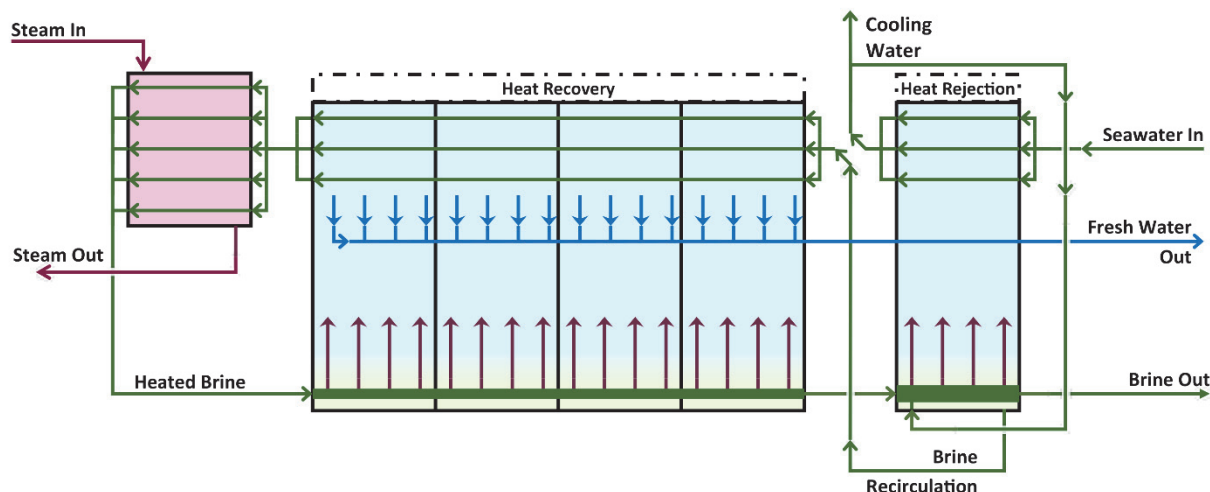 Steam In
Cooling
Water
Heat Recovery
Heat Rejection
Seawater In
Steam Out
Fresh Water
Out
Heated Brine
Brine Out
Brine
Recirculation